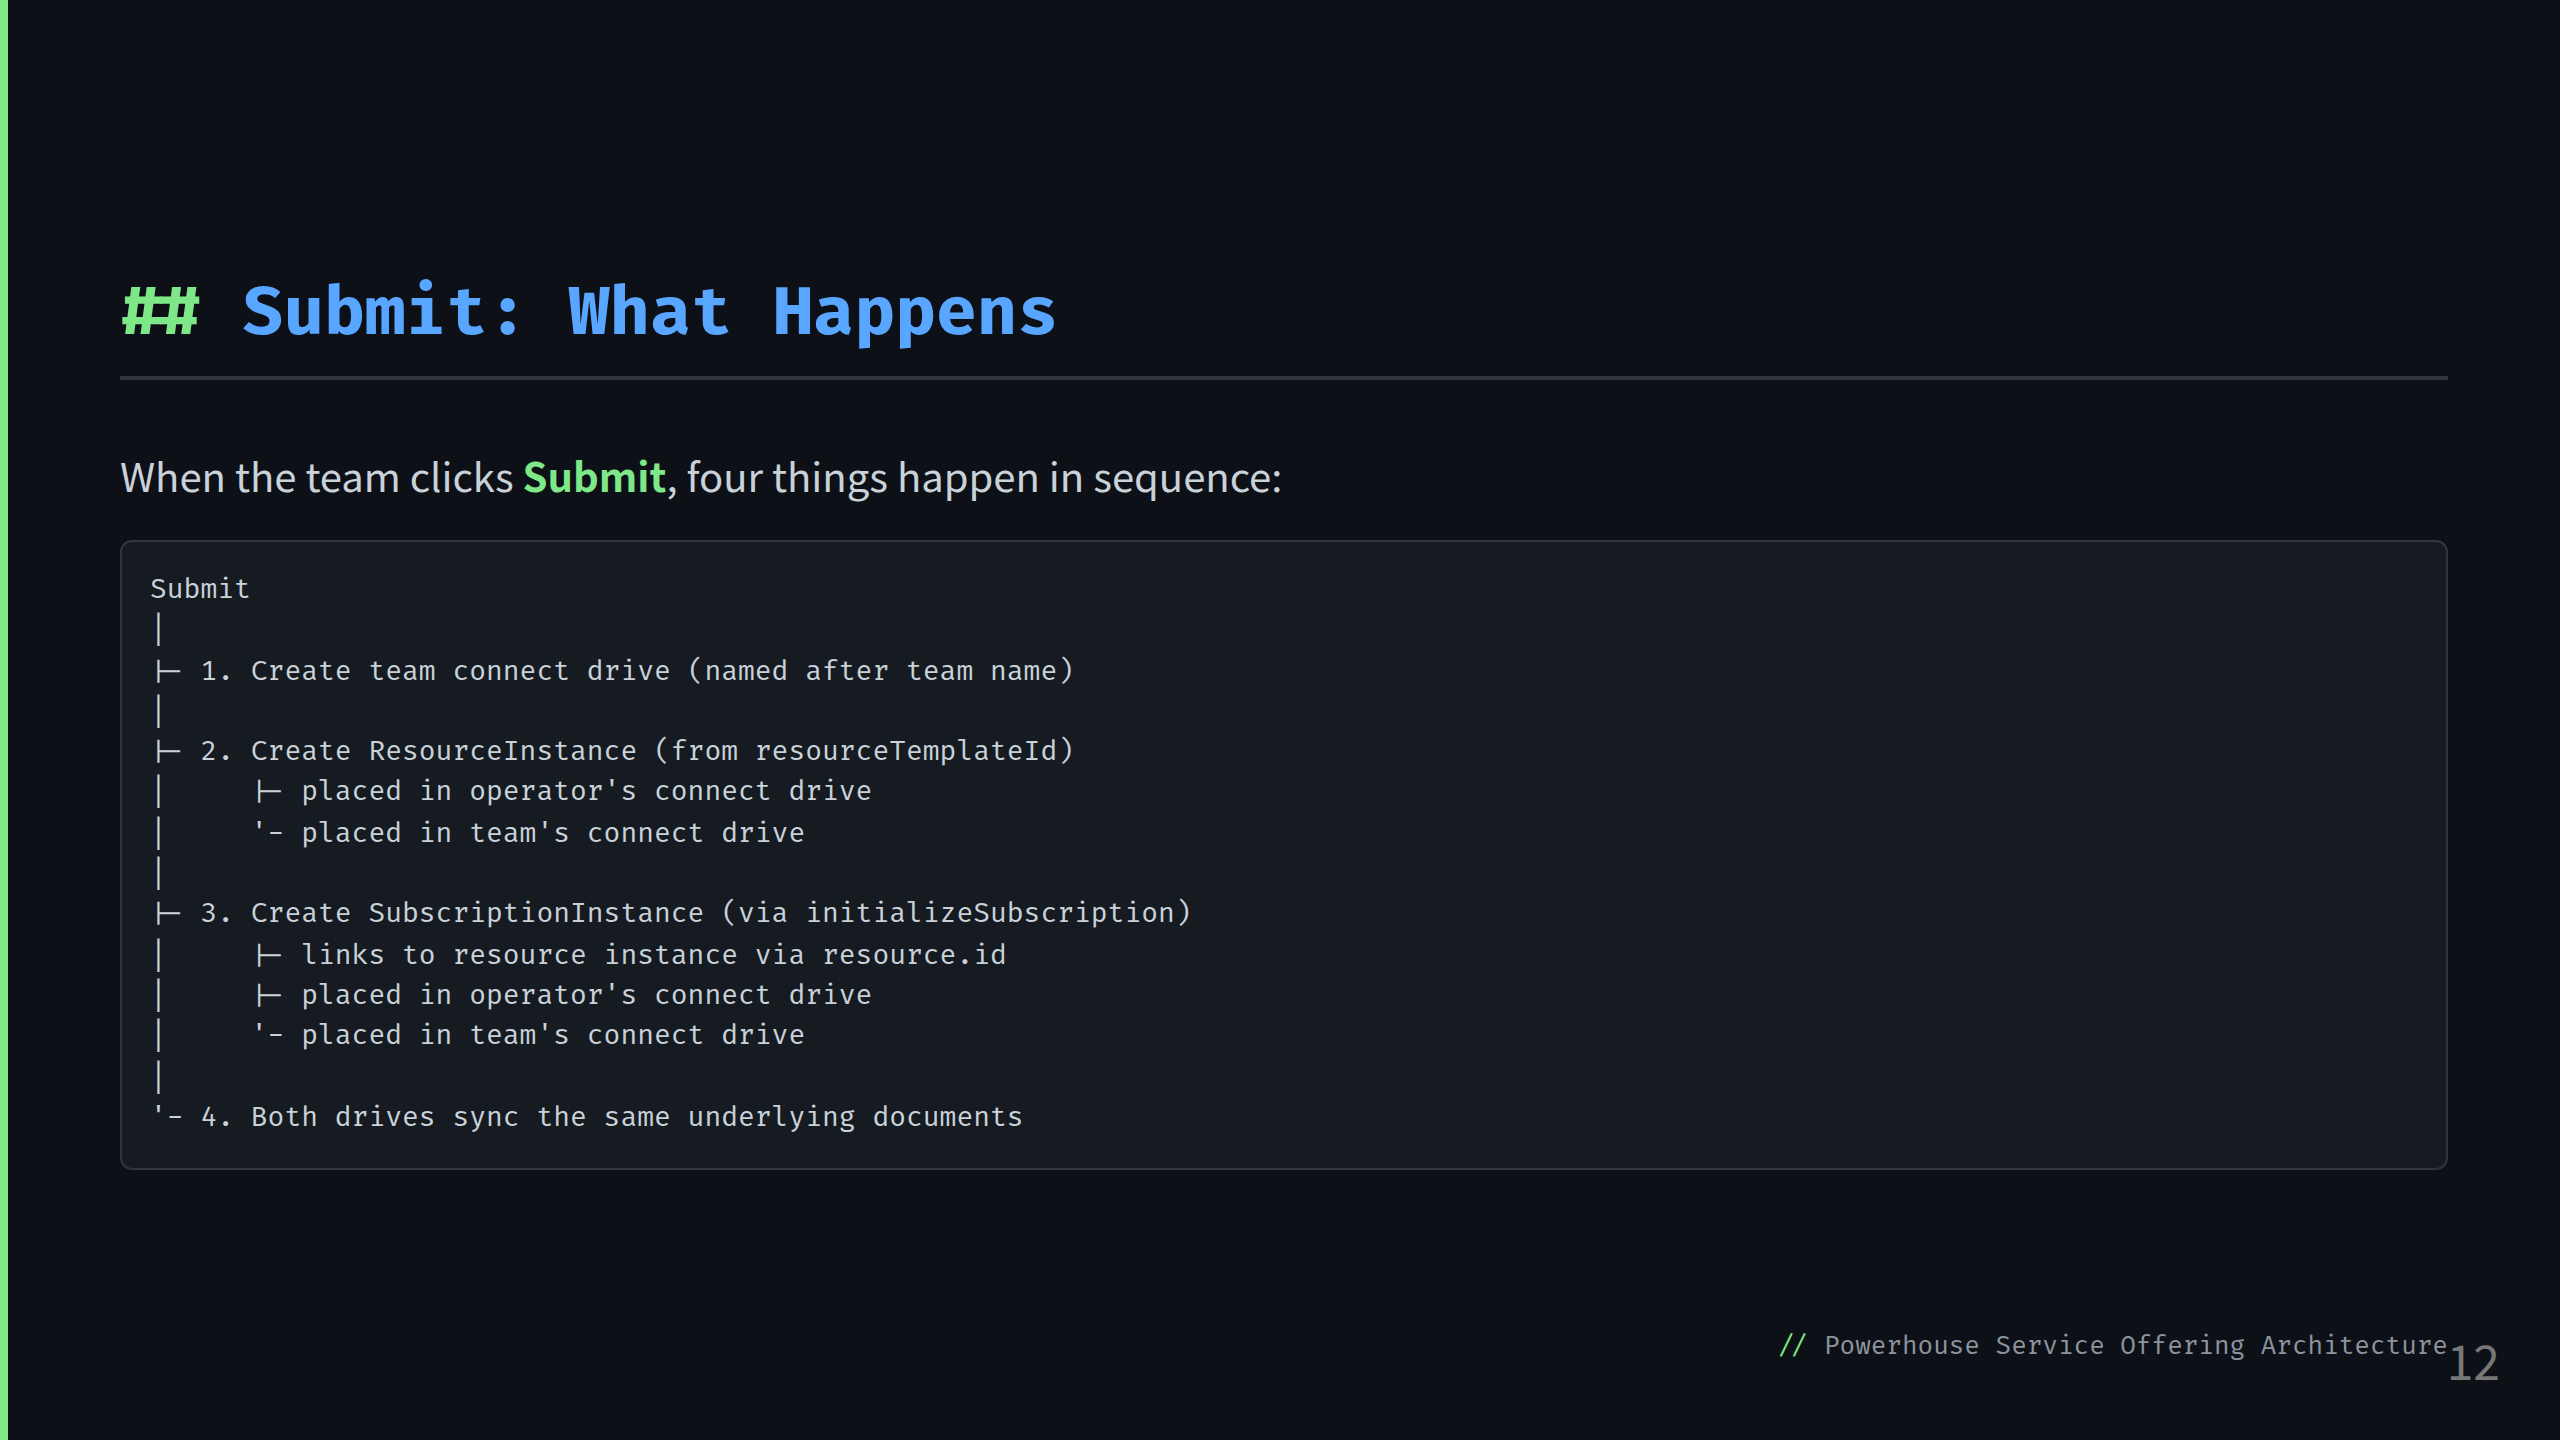 ## Submit: What Happens
When the team clicks Submit, four things happen in sequence:
Submit
|
|— 1. Create team connect drive (named after team name)
|
|— 2. Create ResourceInstance (from resourceTemplateId)
|     |— placed in operator's connect drive
|     '- placed in team's connect drive
|
|— 3. Create SubscriptionInstance (via initializeSubscription)
|     |— links to resource instance via resource.id
|     |— placed in operator's connect drive
|     '- placed in team's connect drive
|
'- 4. Both drives sync the same underlying documents
// Powerhouse Service Offering Architecture
12